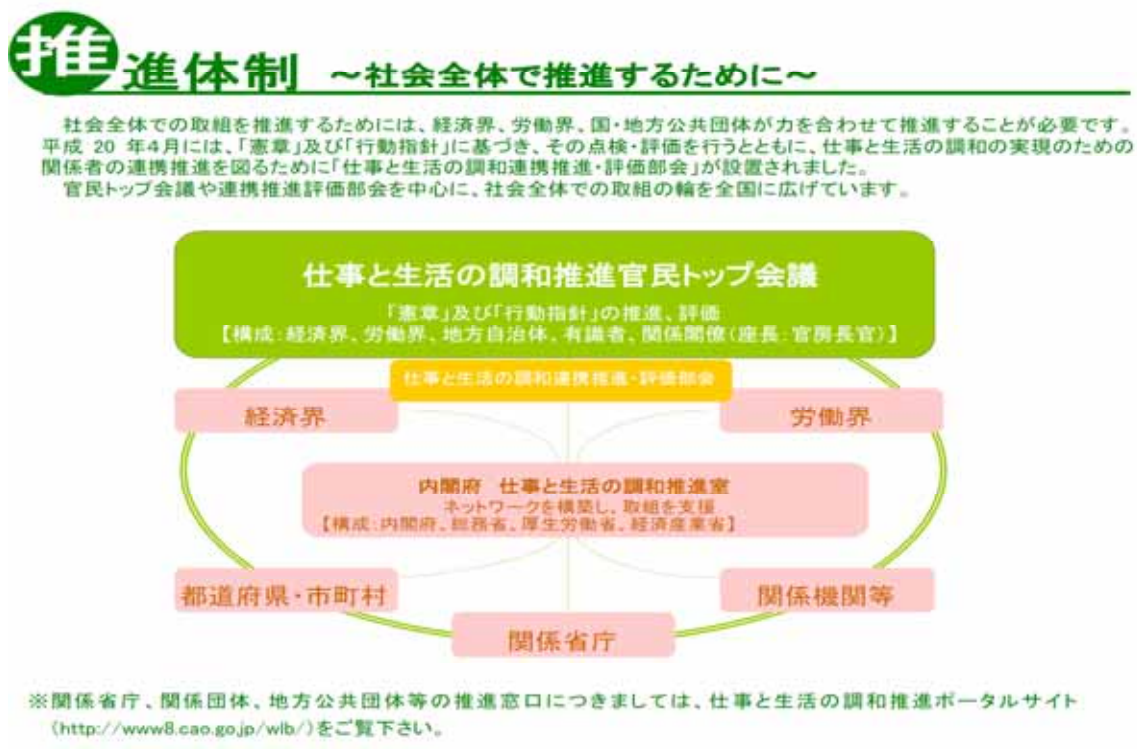 推進体制 ～社会全体で推進するために～
社会全体での取組を推進するためには、経済界、労働界、国・地方公共団体が力を合わせて推進することが必要です。
平成 20 年4月には、「憲章」及び「行動指針」に基づき、その点検・評価を行うとともに、仕事と生活の調和の実現のための
関係者の連携推進を図るために「仕事と生活の調和連携推進・評価部会」が設置されました。
官民トップ会議や連携推進評価部会を中心に、社会全体での取組の輪を全国に広げています。
仕事と生活の調和推進官民トップ会議
「憲章」及び「行動指針」の推進、評価
【構成：経済界、労働界、地方自治体、有識者、関係閣僚（座長：官房長官）】
仕事と生活の調和連携推進・評価部会
経済界
労働界
内閣府 仕事と生活の調和推進室
ネットワークを構築し、取組を支援
【構成：内閣府、総務省、厚生労働省、経済産業省】
都道府県・市町村
関係機関等
関係省庁
※関係省庁、関係団体、地方公共団体等の推進窓口につきましては、仕事と生活の調和推進ポータルサイト
（http://www8.cao.go.jp/wlb/）をご覧下さい。